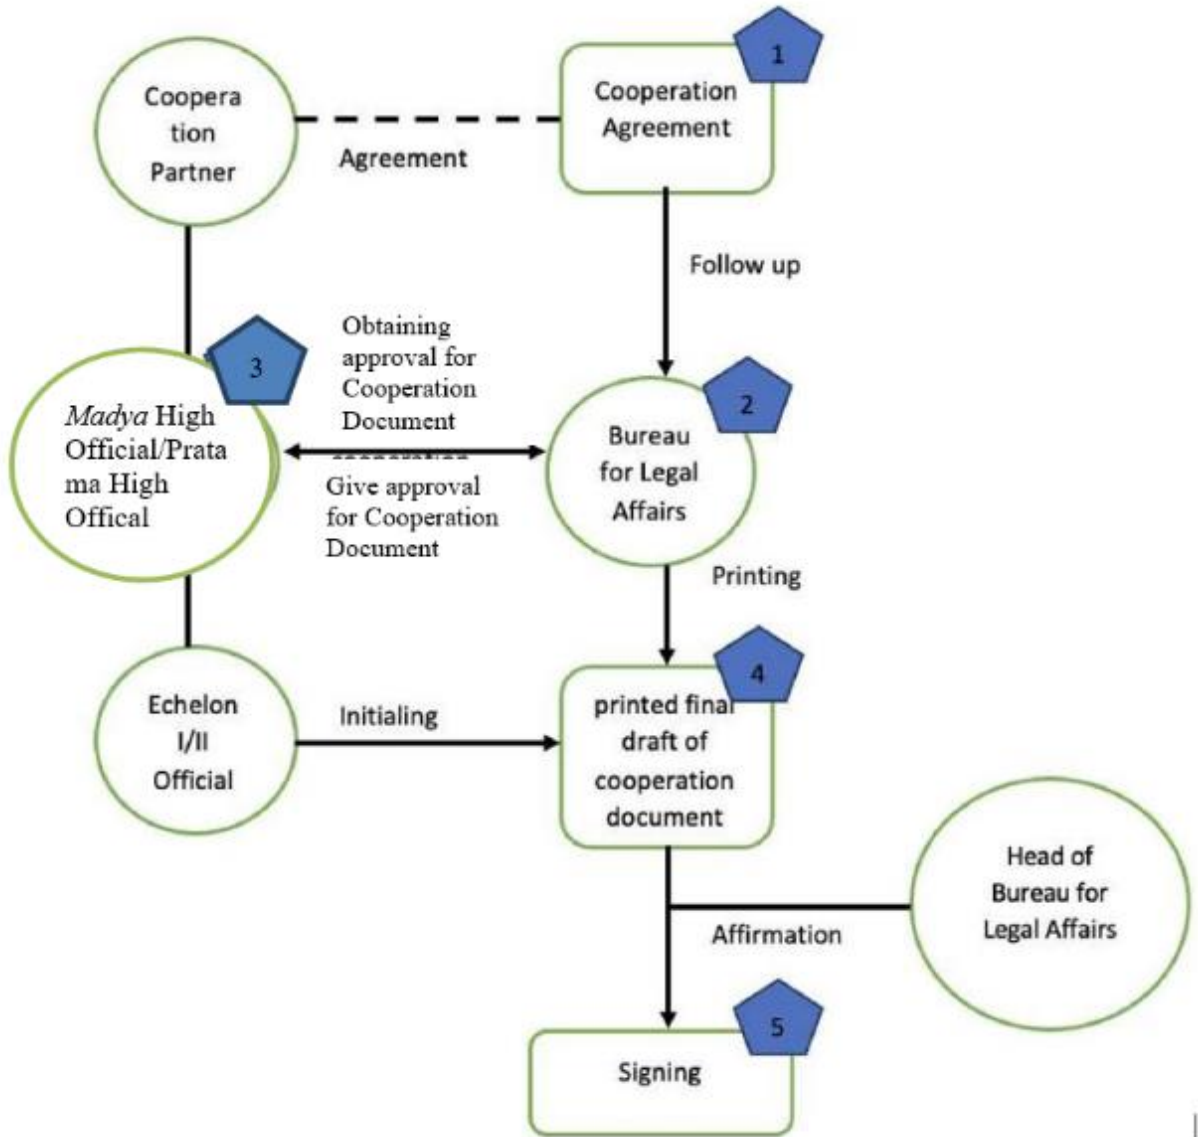 1
Coopera
tion
Partner
Agreement
Cooperation
Agreement
Follow up
3
Madya High
Official/Prata
ma High
Offical
Obtaining
approval for
Cooperation
Document
cooperation
Give approval
for Cooperation
Document
2
Bureau
for Legal
Affairs
Printing
Echelon
I/II
Official
Initialing
4
printed final
draft of
cooperation
document
Head of
Bureau for
Legal Affairs
Affirmation
5
Signing